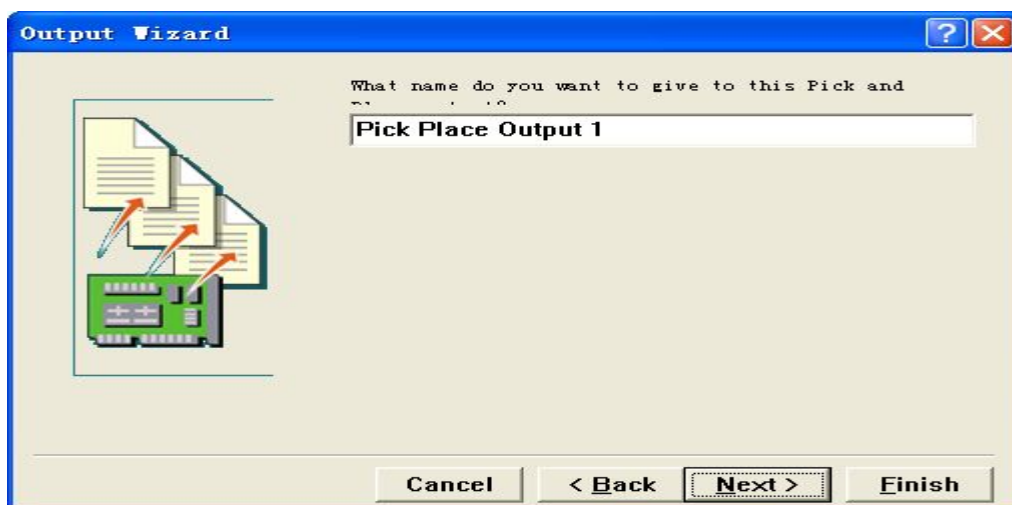 Output Wizard
What name do you want to give to this Pick and
Pick Place Output 1
Cancel
< Back
Next >
Finish